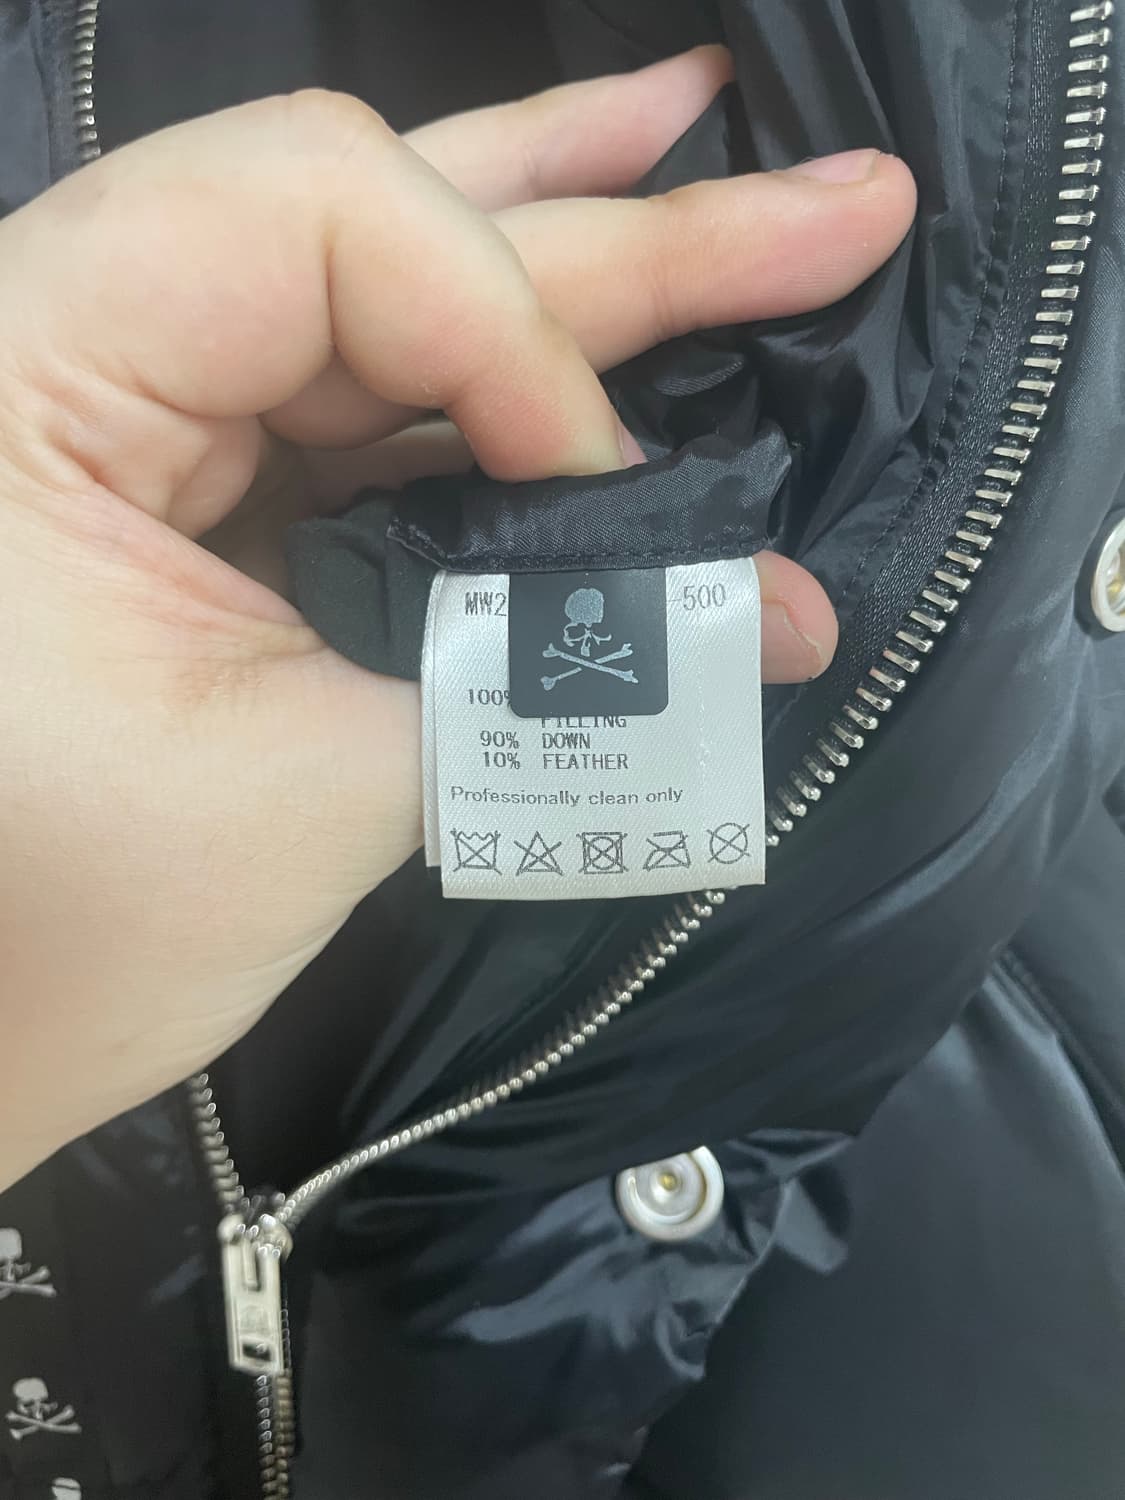 MW2 -500
100%
FILLING
90% DOWN
10% FEATHER
Professionally clean only